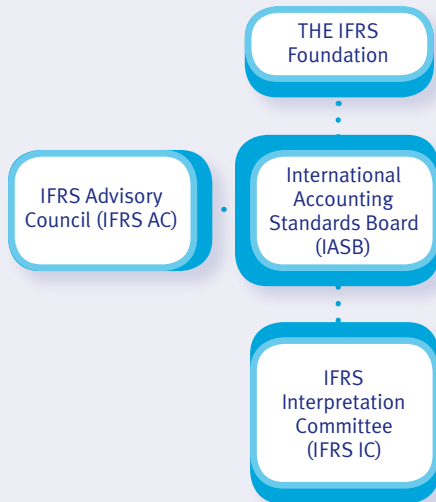 THE IFRS
Foundation
IFRS Advisory
Council (IFRS AC)
International
Accounting
Standards Board
(IASB)
IFRS
Interpretation
Committee
(IFRS IC)